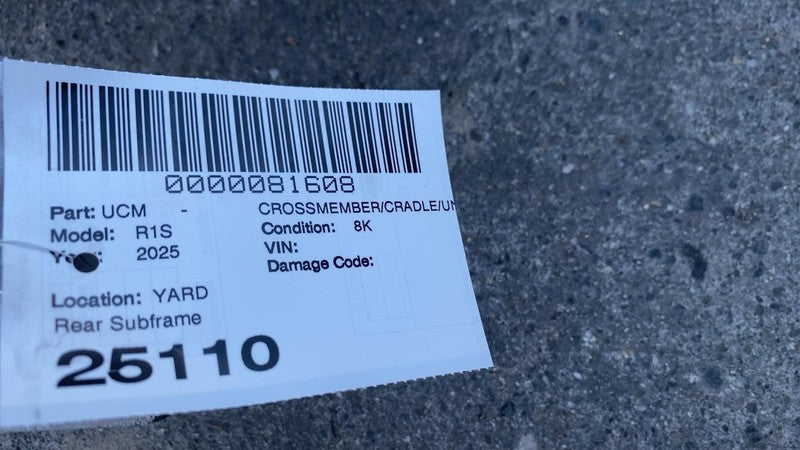 0000081608
Part: UCM - CROSSMEMBER/CRADLE/UN
Model: R1S Condition: 8K
Year: 2025 VIN:
Damage Code:
Location: YARD
Rear Subframe
25110